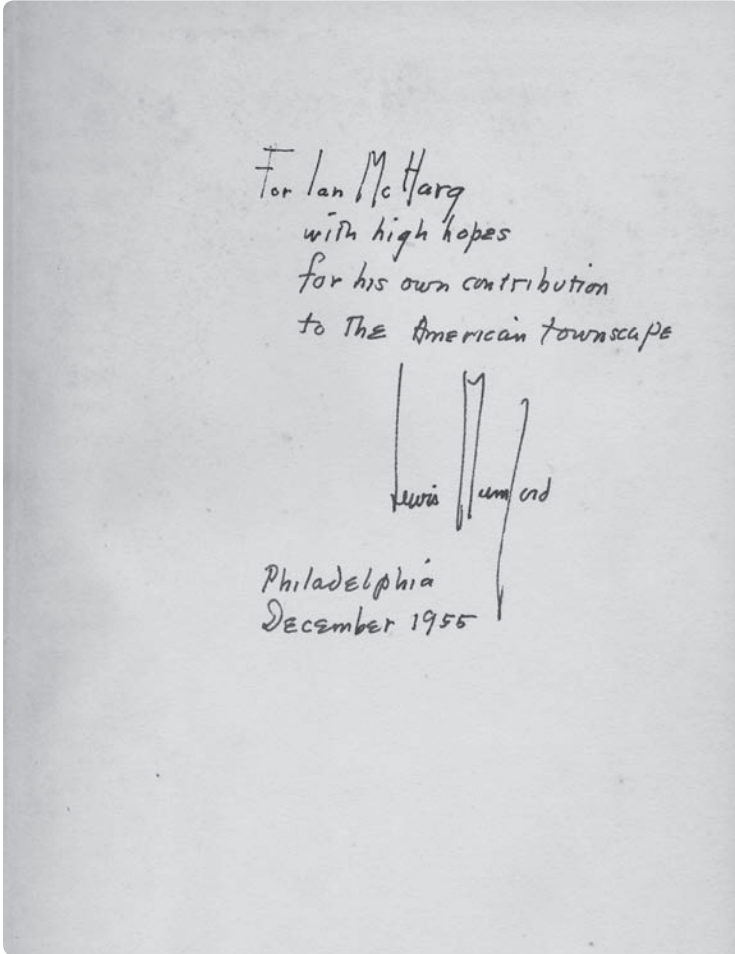 For Ian McHarg
with high hopes
for his own contribution
to The American townscape
Lewis Mumford
Philadelphia
December 1955